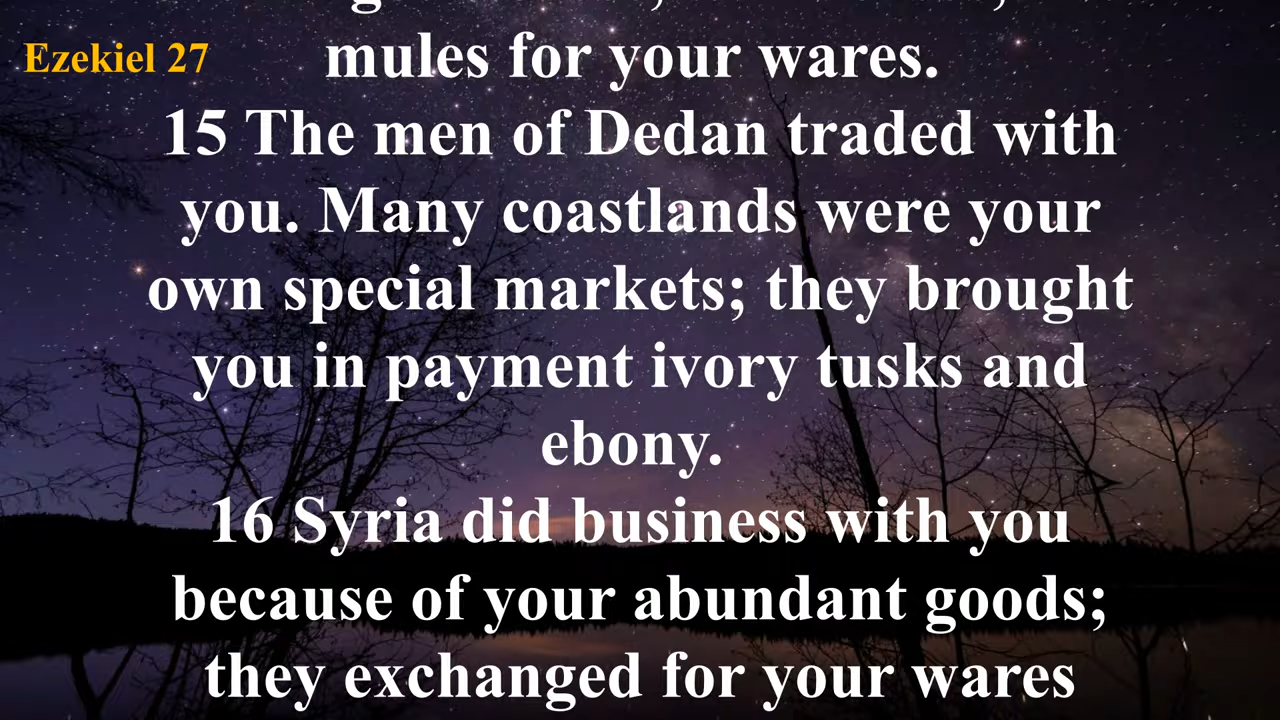 Ezekiel 27
mules for your wares.
15 The men of Dedan traded with
you. Many coastlands were your
own special markets; they brought
you in payment ivory tusks and
ebony.
16 Syria did business with you
because of your abundant goods;
they exchanged for your wares